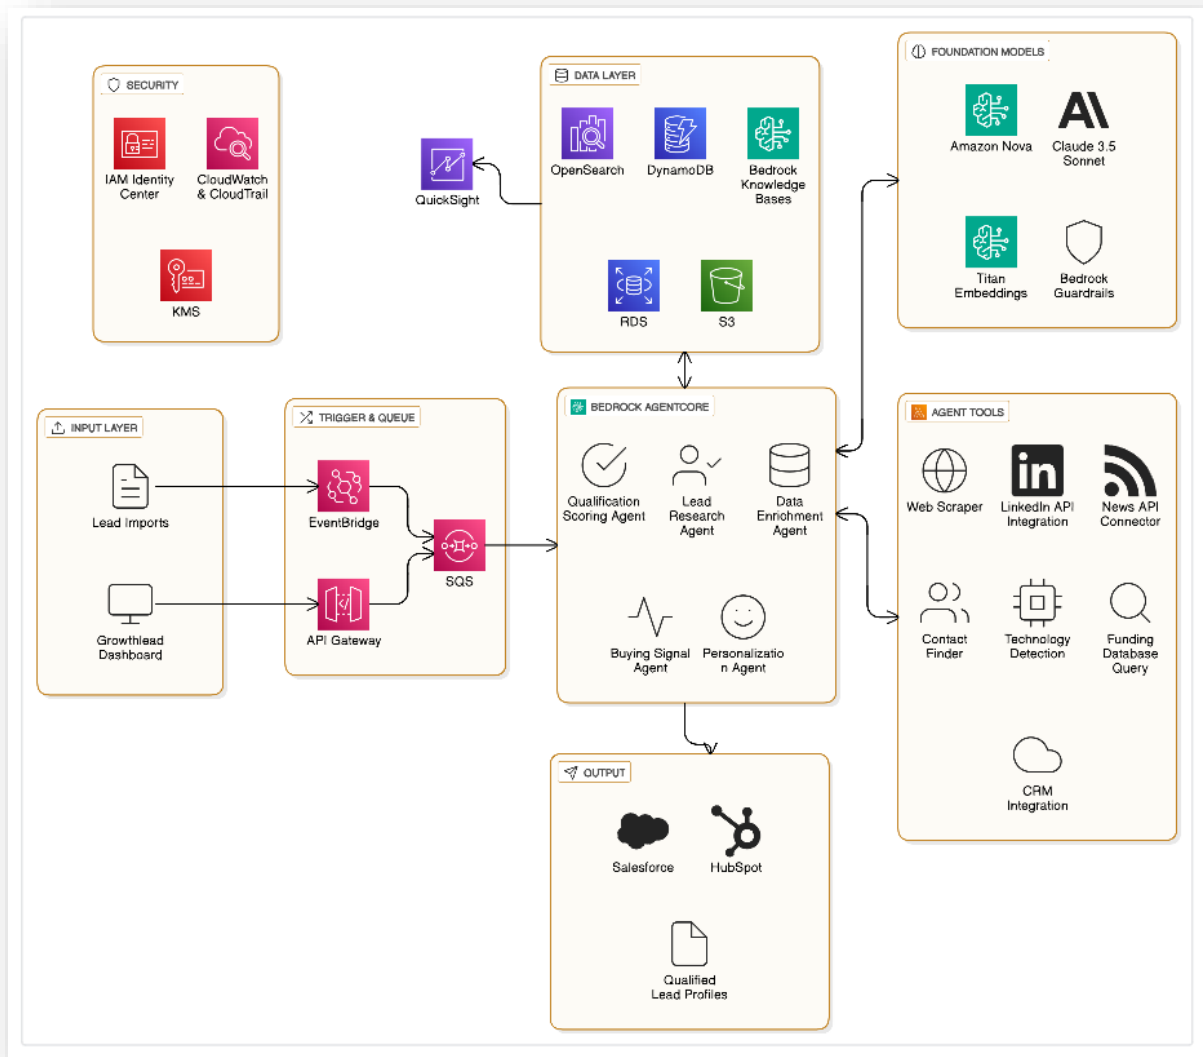 SECURITY
IAM Identity
Center
CloudWatch
& CloudTrail
KMS
QuickSight
DATA LAYER
OpenSearch
DynamoDB
Bedrock
Knowledge
Bases
RDS
S3
FOUNDATION MODELS
Amazon Nova
Claude 3.5
Sonnet
Titan
Embeddings
Bedrock
Guardrails
INPUT LAYER
Lead Imports
Growthlead
Dashboard
TRIGGER & QUEUE
EventBridge
SQS
API Gateway
BEDROCK AGENTCORE
Qualification
Scoring Agent
Lead
Research
Agent
Data
Enrichment
Agent
Buying Signal
Agent
Personalizatio
n Agent
AGENT TOOLS
Web Scraper
in
LinkedIn API
Integration
News API
Connector
Contact
Finder
Technology
Detection
Funding
Database
Query
CRM
Integration
OUTPUT
Salesforce
HubSpot
Qualified
Lead Profiles